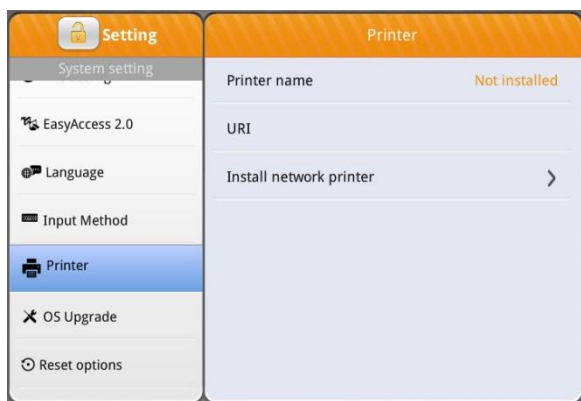 Setting
System setting
EasyAccess 2.0
Language
Input Method
Printer
OS Upgrade
Reset options
Printer
Printer name Not installed
URI
Install network printer